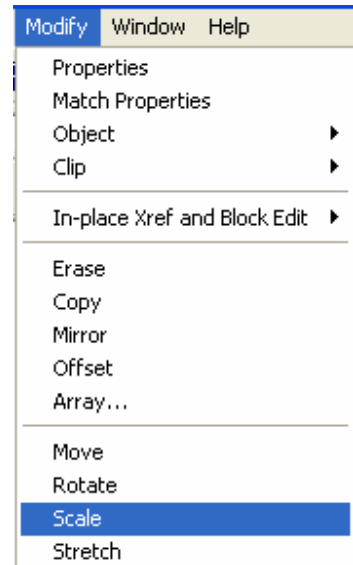 Modify Window Help
Properties
Match Properties
Object
Clip
In-place Xref and Block Edit
Erase
Copy
Mirror
Offset
Array...
Move
Rotate
Scale
Stretch